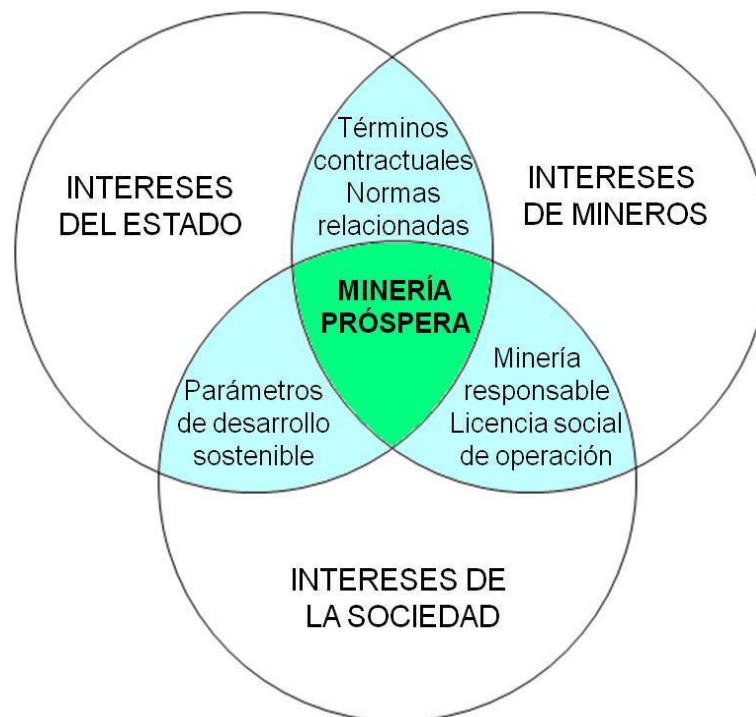 Términos
contractuales
Normas
relacionadas
INTERESES
DEL ESTADO
INTERESES
DE MINEROS
MINERÍA
PRÓSPERA
Parámetros
de desarrollo
sostenible
Minería
responsable
Licencia social
de operación
INTERESES DE
LA SOCIEDAD